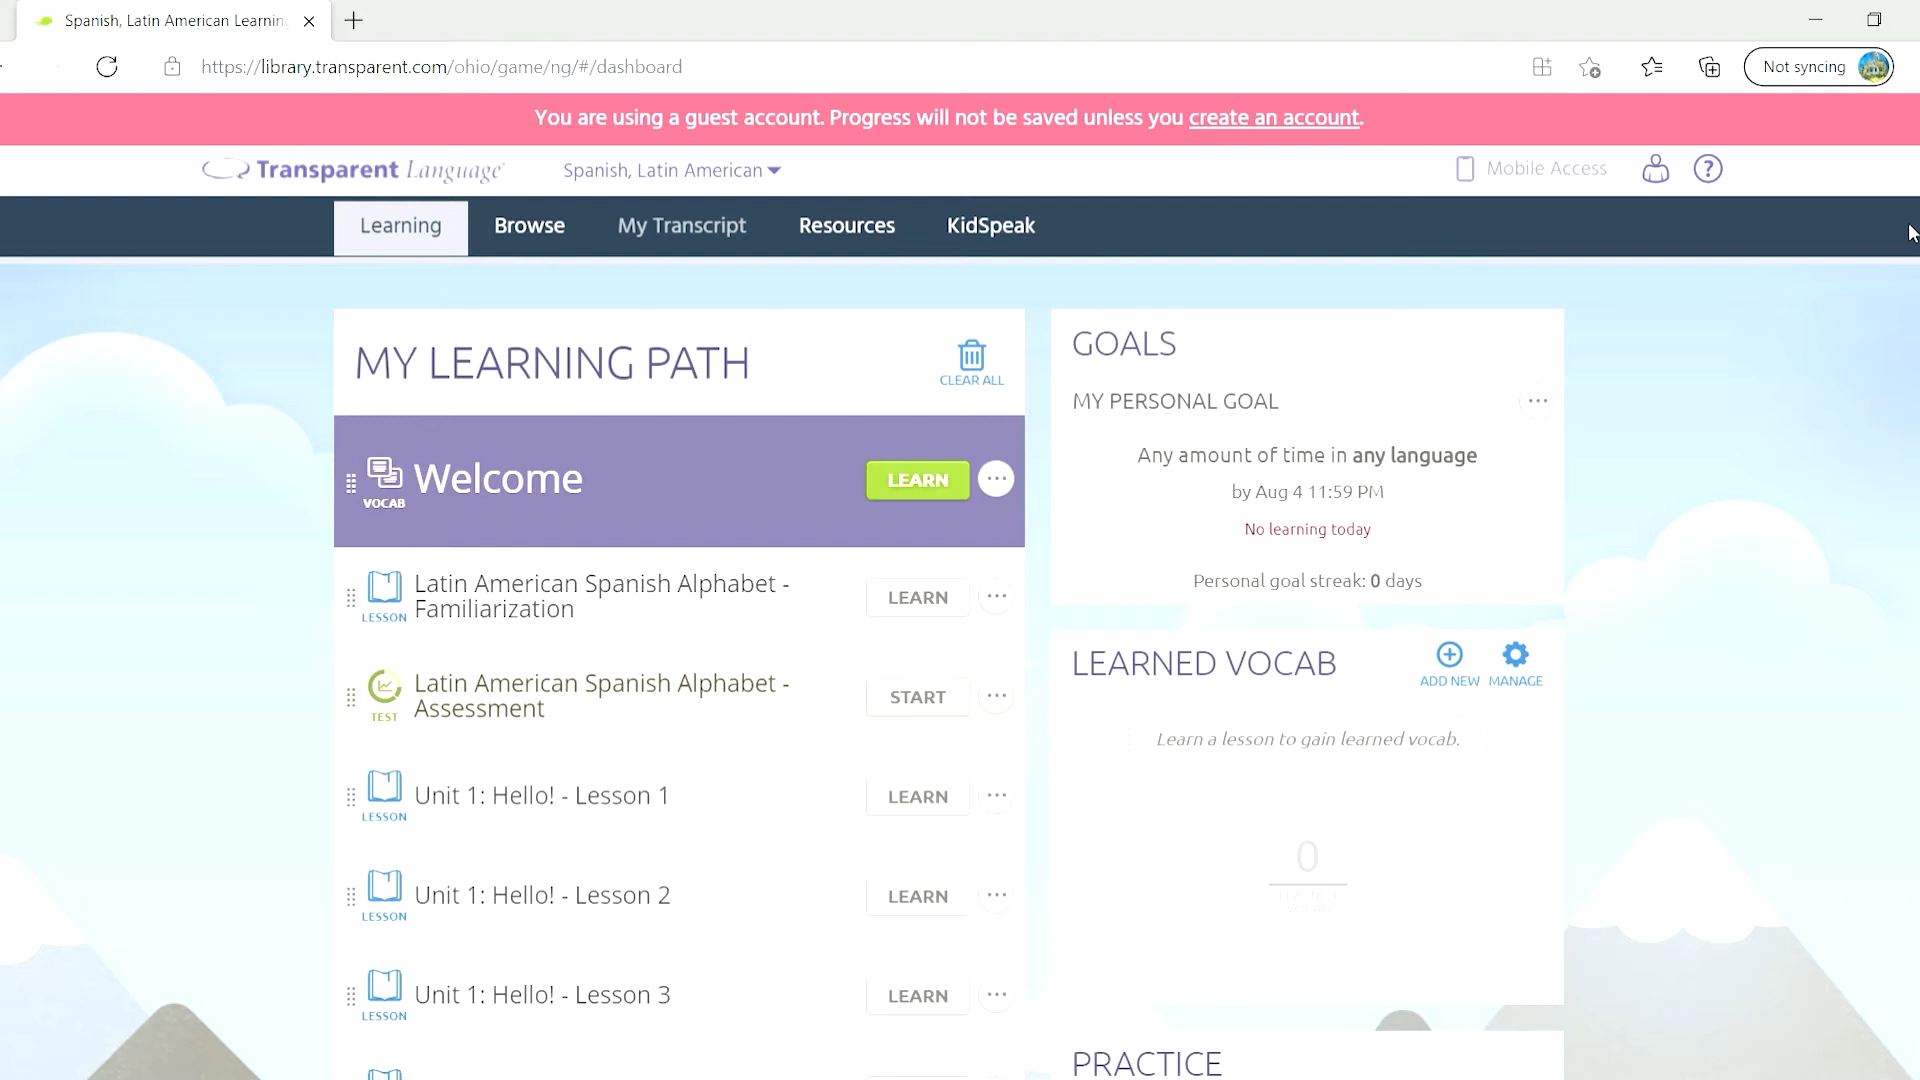 Spanish, Latin American Learnin
https://library.transparent.com/ohio/game/ng/#/dashboard
Not syncing
You are using a guest account. Progress will not be saved unless you create an account.
Transparent Language
Spanish, Latin American
Mobile Access
?
Learning
Browse
My Transcript
Resources
KidSpeak
MY LEARNING PATH
CLEAR ALL
VOCAB
Welcome
LEARN
LESSON
Latin American Spanish Alphabet -
Familiarization
LEARN
TEST
Latin American Spanish Alphabet -
Assessment
START
LESSON
Unit 1: Hello! - Lesson 1
LEARN
LESSON
Unit 1: Hello! - Lesson 2
LEARN
LESSON
Unit 1: Hello! - Lesson 3
LEARN
GOALS
MY PERSONAL GOAL
Any amount of time in any language
by Aug 4 11:59 PM
No learning today
Personal goal streak: 0 days
LEARNED VOCAB
ADD NEW
MANAGE
Learn a lesson to gain learned vocab.
0
PRACTICE